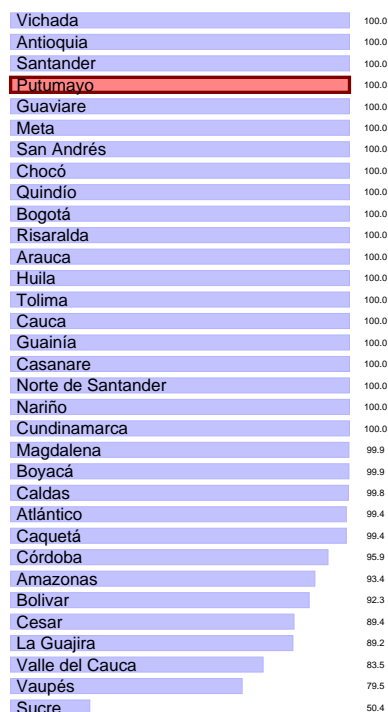 Vichada 100.0
Antioquia 100.0
Santander 100.0
Putumayo 100.0
Guaviare 100.0
Meta 100.0
San Andrés 100.0
Chocó 100.0
Quindío 100.0
Bogotá 100.0
Risaralda 100.0
Arauca 100.0
Huila 100.0
Tolima 100.0
Cauca 100.0
Guainía 100.0
Casanare 100.0
Norte de Santander 100.0
Nariño 100.0
Cundinamarca 100.0
Magdalena 99.9
Boyacá 99.9
Caldas 99.8
Atlántico 99.4
Caquetá 99.4
Córdoba 95.9
Amazonas 93.4
Bolivar 92.3
Cesar 89.4
La Guajira 89.2
Valle del Cauca 83.5
Vaupés 79.5
Sucre 50.4